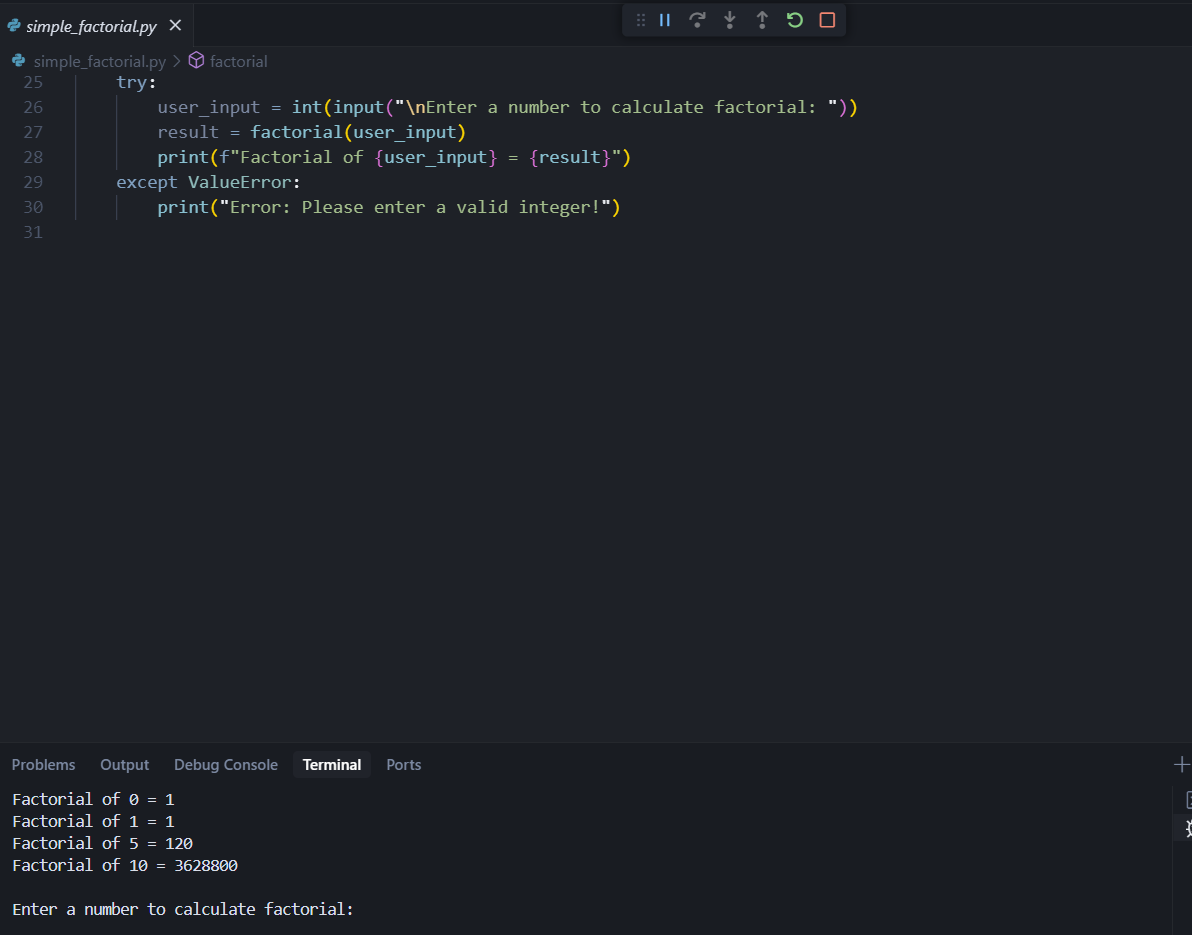 simple_factorial.py
simple_factorial.py > factorial
25 try:
26 user_input = int(input("\nEnter a number to calculate factorial: "))
27 result = factorial(user_input)
28 print(f"Factorial of {user_input} = {result}")
29 except ValueError:
30 print("Error: Please enter a valid integer!")
31
Problems Output Debug Console Terminal Ports
Factorial of 0 = 1
Factorial of 1 = 1
Factorial of 5 = 120
Factorial of 10 = 3628800
Enter a number to calculate factorial: